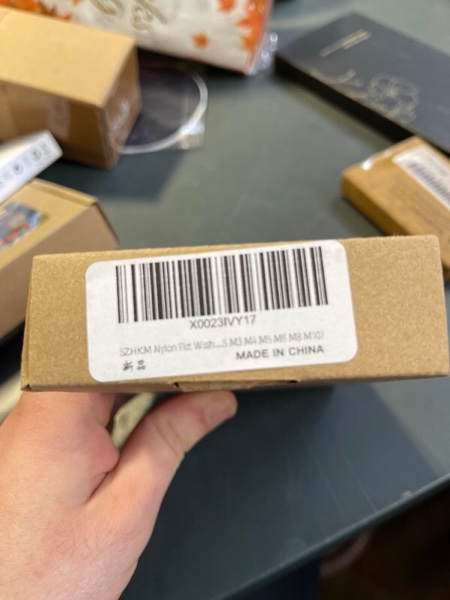 X0023IVY17
SZHKM Nylon Flat Wash...5 M3 M4 M5 M6 M8 M10)
新品
MADE IN CHINA